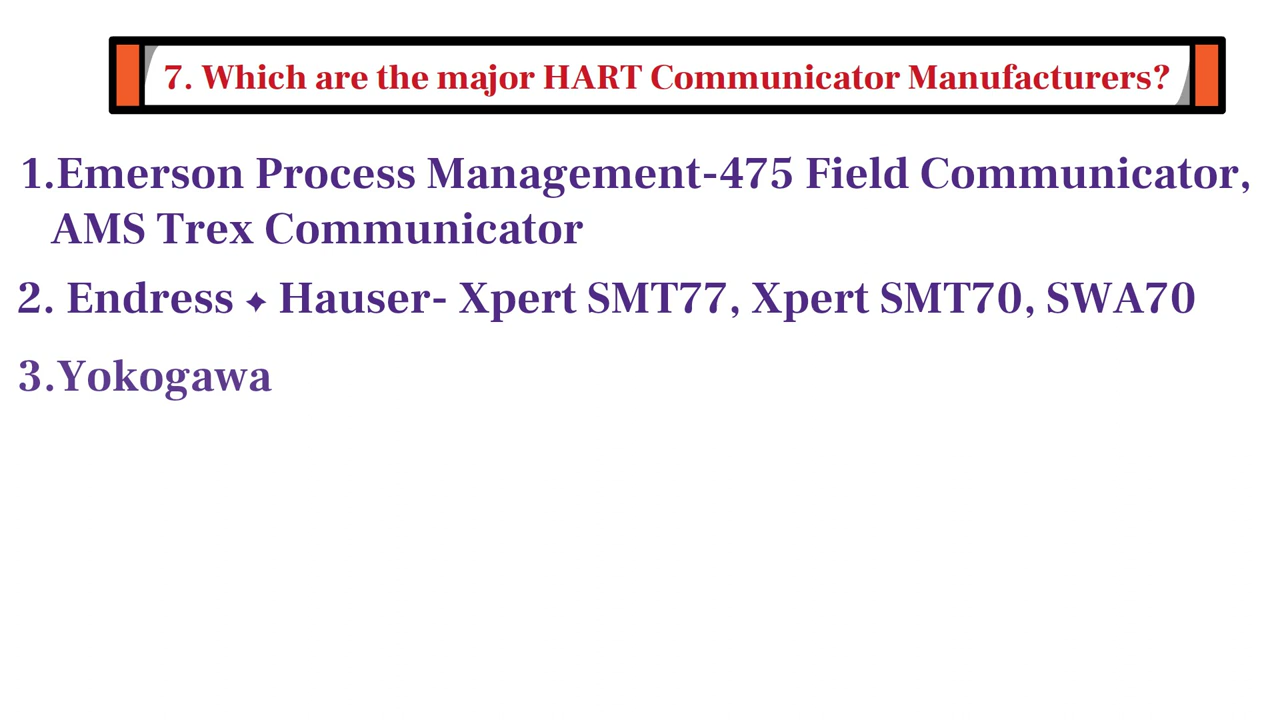 7. Which are the major HART Communicator Manufacturers?
1.Emerson Process Management-475 Field Communicator,
AMS Trex Communicator
2. Endress ✦ Hauser- Xpert SMT77, Xpert SMT70, SWA70
3.Yokogawa